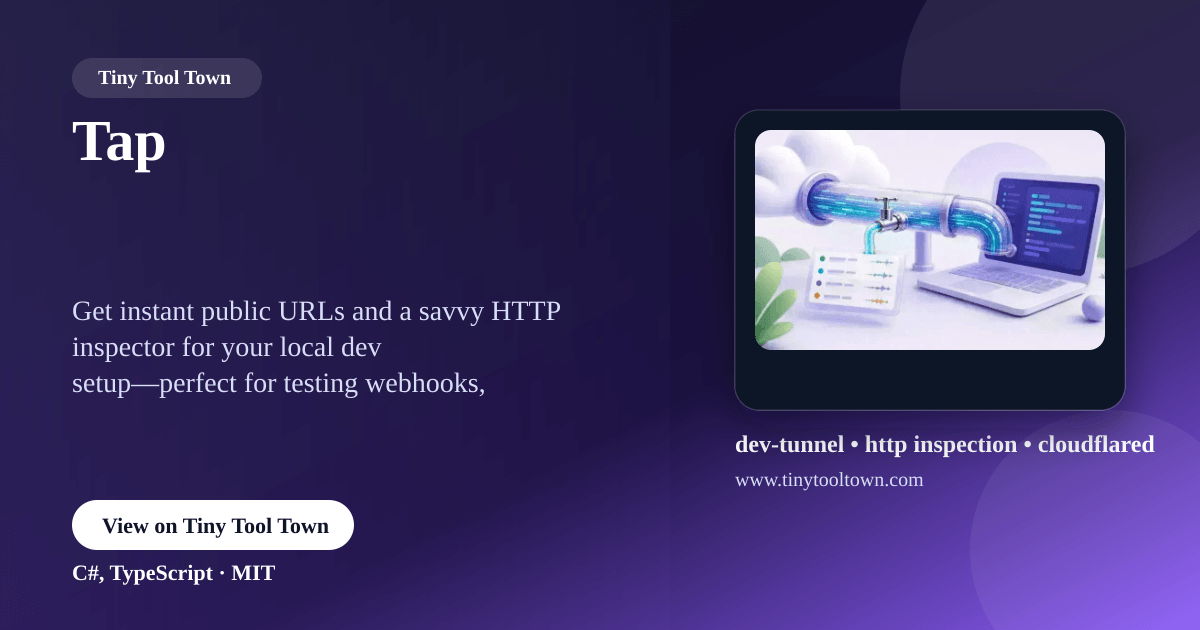 Tiny Tool Town
Tap
Get instant public URLs and a savvy HTTP
inspector for your local dev
setup—perfect for testing webhooks,
View on Tiny Tool Town
C#, TypeScript · MIT
dev-tunnel • http inspection • cloudflared
www.tinytooltown.com